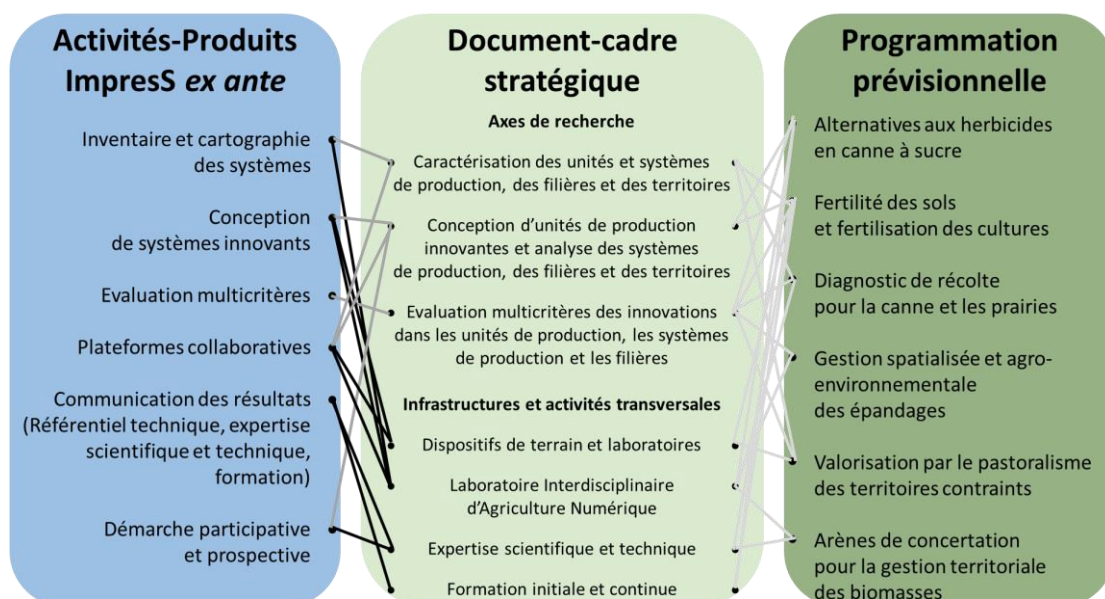 Activités-Produits
ImpresS ex ante
Inventaire et cartographie
des systèmes
Conception
de systèmes innovants
Evaluation multicritères
Plateformes collaboratives
Communication des résultats
(Référentiel technique, expertise
scientifique et technique,
formation)
Démarche participative
et prospective
Document-cadre
stratégique
Axes de recherche
Caractérisation des unités et systèmes
de production, des filières et des territoires
Conception d’unités de production
innovantes et analyse des systèmes
de production, des filières et des territoires
Evaluation multicritères des innovations
dans les unités de production, les systèmes
de production et les filières
Infrastructures et activités transversales
Dispositifs de terrain et laboratoires
Laboratoire Interdisciplinaire
d’Agriculture Numérique
Expertise scientifique et technique
Formation initiale et continue
Programmation
prévisionnelle
Alternatives aux herbicides
en canne à sucre
Fertilité des sols
et fertilisation des cultures
Diagnostic de récolte
pour la canne et les prairies
Gestion spatialisée et agro-
environnementale
des épandages
Valorisation par le pastoralisme
des territoires contraints
Arènes de concertation
pour la gestion territoriale
des biomasses